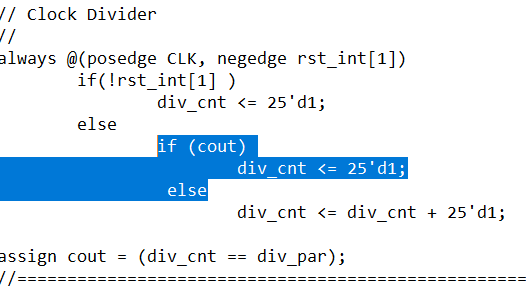 // Clock Divider
//
always @(posedge CLK, negedge rst_int[1])
if(!rst_int[1] )
div_cnt <= 25'd1;
else
if (cout)
div_cnt <= 25'd1;
else
div_cnt <= div_cnt + 25'd1;
assign cout = (div_cnt == div_par);
//===================================================